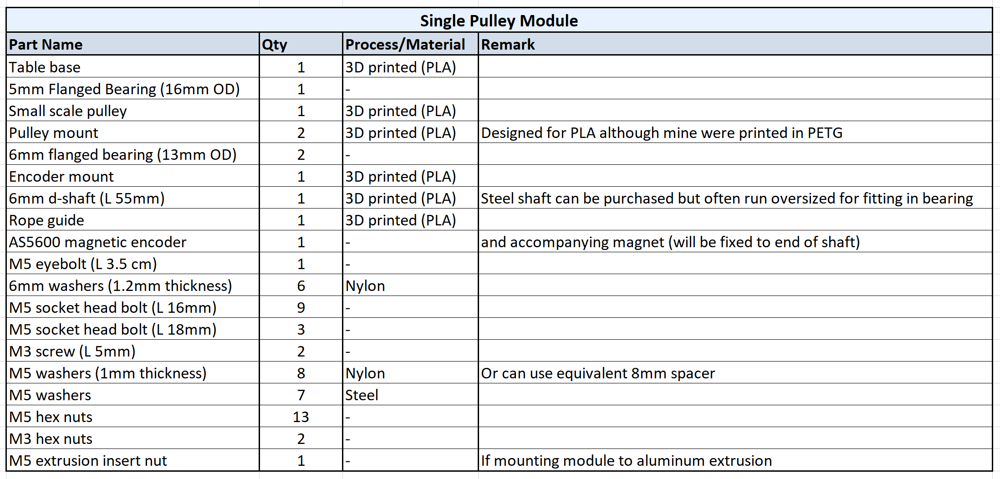 Single Pulley Module
Part Name Qty Process/Material Remark
Table base 1 3D printed (PLA)
5mm Flanged Bearing (16mm OD) 1 -
Small scale pulley 1 3D printed (PLA)
Pulley mount 2 3D printed (PLA) Designed for PLA although mine were printed in PETG
6mm flanged bearing (13mm OD) 2 -
Encoder mount 1 3D printed (PLA)
6mm d-shaft (L 55mm) 1 3D printed (PLA) Steel shaft can be purchased but often run oversized for fitting in bearing
Rope guide 1 3D printed (PLA)
AS5600 magnetic encoder 1 - and accompanying magnet (will be fixed to end of shaft)
M5 eyebolt (L 3.5 cm) 1 -
6mm washers (1.2mm thickness) 6 Nylon
M5 socket head bolt (L 16mm) 9 -
M5 socket head bolt (L 18mm) 3 -
M3 screw (L 5mm) 2 -
M5 washers (1mm thickness) 8 Nylon Or can use equivalent 8mm spacer
M5 washers 7 Steel
M5 hex nuts 13 -
M3 hex nuts 2 -
M5 extrusion insert nut 1 - If mounting module to aluminum extrusion